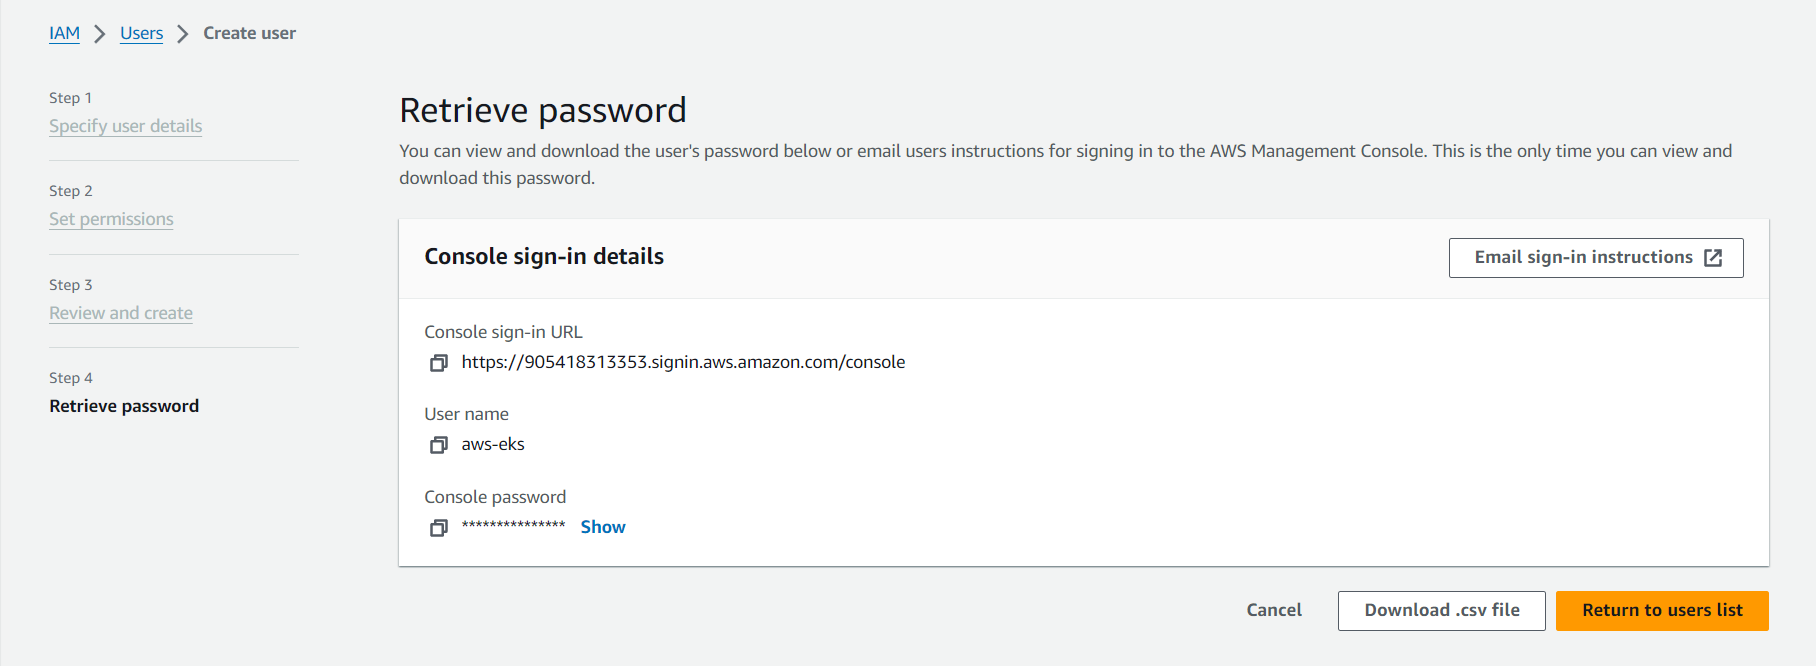 IAM > Users > Create user
Step 1
Specify user details
Step 2
Set permissions
Step 3
Review and create
Step 4
Retrieve password
Retrieve password
You can view and download the user's password below or email users instructions for signing in to the AWS Management Console. This is the only time you can view and
download this password.
Console sign-in details
Email sign-in instructions
Console sign-in URL
https://905418313353.signin.aws.amazon.com/console
User name
aws-eks
Console password
*************** Show
Cancel
Download .csv file
Return to users list